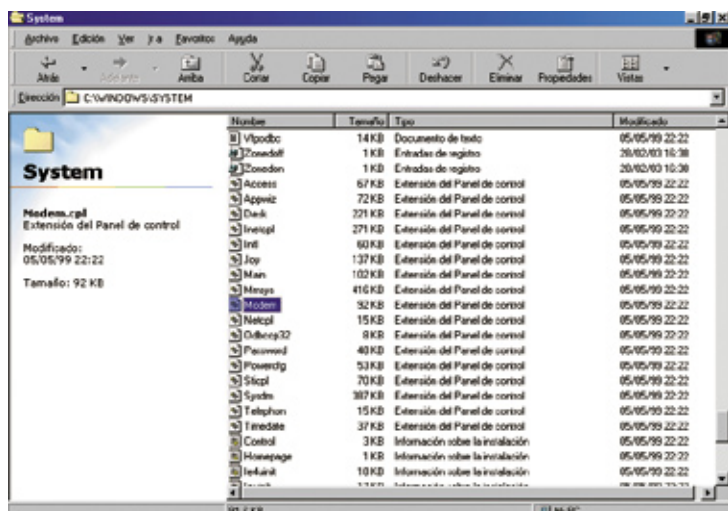 System
Archivo Edición Ver Ir a Favoritos Ayuda
Atrás Adelante Arriba Cortar Copiar Pegar Deshacer Eliminar Propiedades Vistas
Dirección C:\WINDOWS\SYSTEM
System
Modem.cpl
Extensión del Panel de control
Modificado:
05/05/99 22:22
Tamaño: 92 KB
Nombre Tamaño Tipo Modificado
Vfpodbc 14 KB Documento de texto 05/05/99 22:22
Zonedoff 1 KB Entradas de registro
Zonedon 1 KB Entradas de registro
Access 67 KB Extensión del Panel de control 05/05/99 22:22
Appwiz 72 KB Extensión del Panel de control 05/05/99 22:22
Desk 221 KB Extensión del Panel de control 05/05/99 22:22
Inetcpl 271 KB Extensión del Panel de control 05/05/99 22:22
Intl 60 KB Extensión del Panel de control 05/05/99 22:22
Joy 137 KB Extensión del Panel de control 05/05/99 22:22
Main 102 KB Extensión del Panel de control 05/05/99 22:22
Mmsys 416 KB Extensión del Panel de control 05/05/99 22:22
Modem 92 KB Extensión del Panel de control 05/05/99 22:22
Netcpl 15 KB Extensión del Panel de control 05/05/99 22:22
Odbccp32 8 KB Extensión del Panel de control 05/05/99 22:22
Password 40 KB Extensión del Panel de control 05/05/99 22:22
Powercfg 53 KB Extensión del Panel de control 05/05/99 22:22
Sticpl 70 KB Extensión del Panel de control 05/05/99 22:22
Sysdm 387 KB Extensión del Panel de control 05/05/99 22:22
Telephon 15 KB Extensión del Panel de control 05/05/99 22:22
Timedate 37 KB Extensión del Panel de control 05/05/99 22:22
Control 3 KB Información sobre la instalación 05/05/99 22:22
Homepage 1 KB Información sobre la instalación 05/05/99 22:22
Ie4uinit 10 KB Información sobre la instalación 05/05/99 22:22
Mi PC